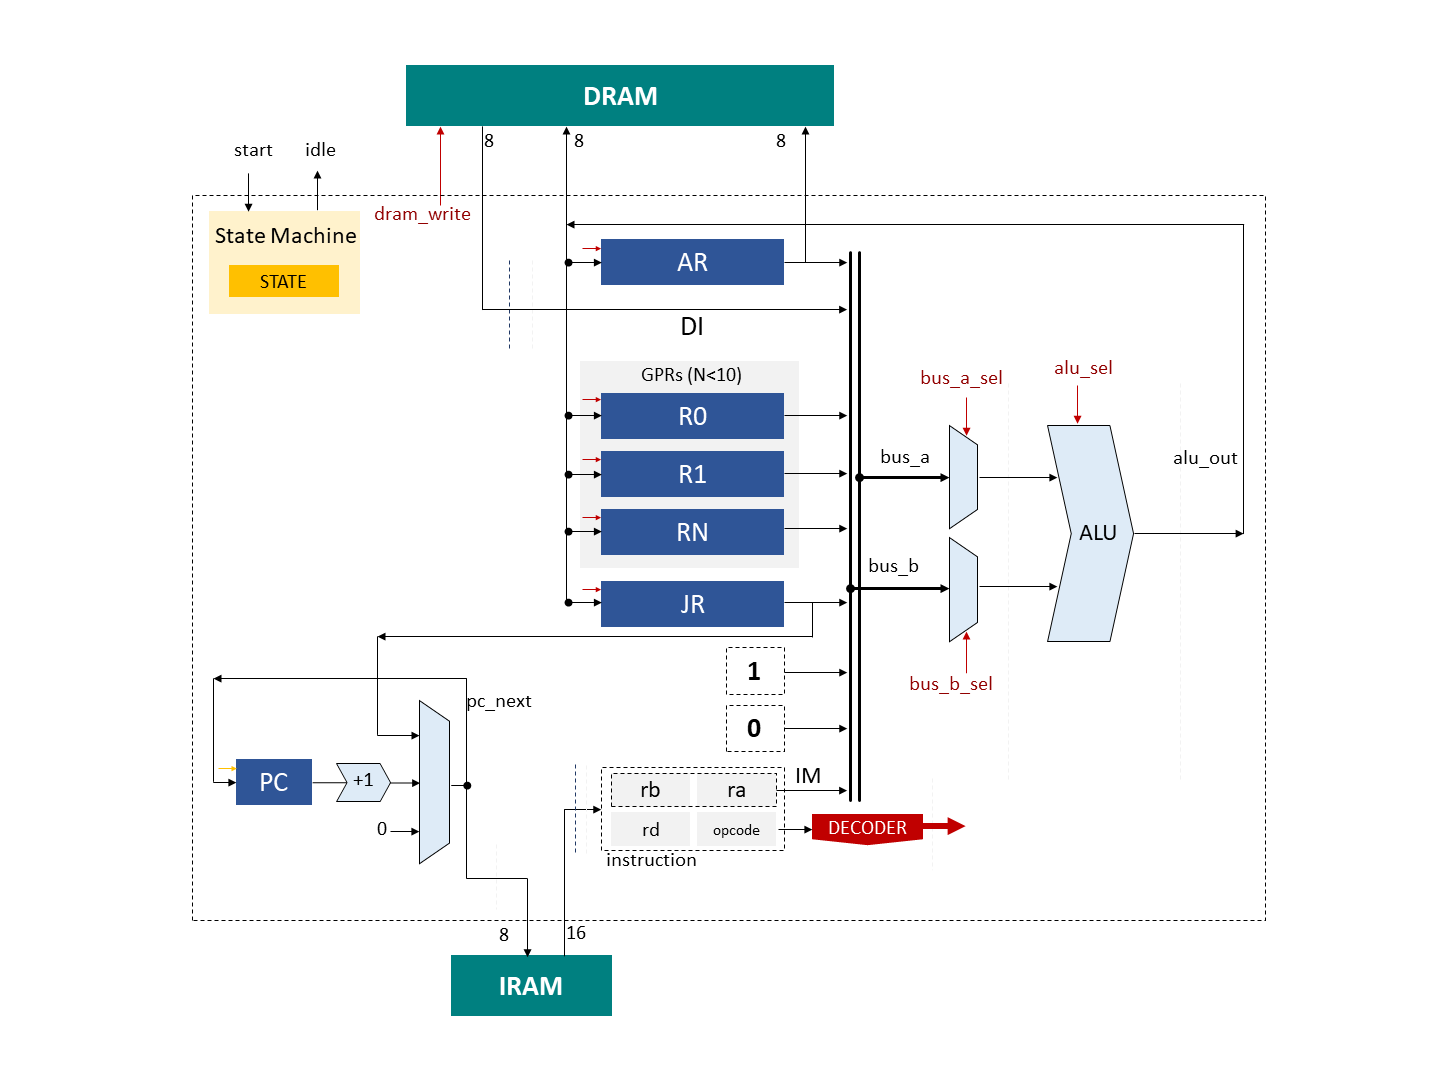 DRAM
8
8
8
start
idle
dram_write
State Machine
STATE
AR
DI
GPRs (N<10)
R0
R1
RN
JR
bus_a_sel
alu_sel
bus_a
alu_out
ALU
bus_b
bus_b_sel
1
0
pc_next
PC
+1
0
IM
rb
ra
rd
opcode
DECODER
instruction
8
16
IRAM